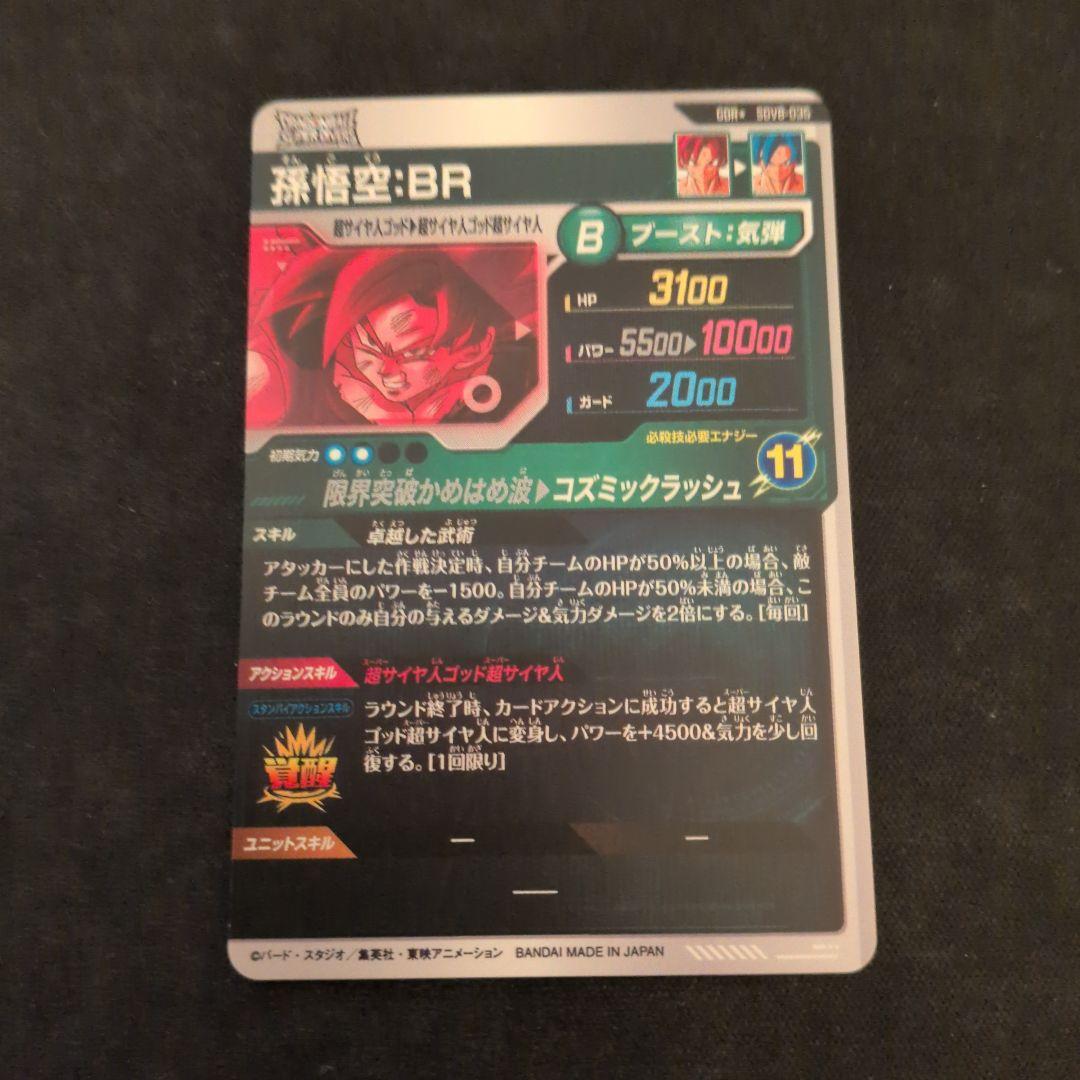 GDR★ SDV8-035
孫悟空:BR
超サイヤ人ゴッド▶超サイヤ人ゴッド超サイヤ人
B ブースト:気弾
HP 3100
パワー 5500▶10000
ガード 2000
必殺技必要エナジー 11
初期気力
限界突破かめはめ波▶コズミックラッシュ
スキル 卓越した武術
アタッカーにした作戦決定時、自分チームのHPが50%以上の場合、敵
チーム全員のパワーを-1500。自分チームのHPが50%未満の場合、こ
のラウンドのみ自分の与えるダメージ&気力ダメージを2倍にする。[毎回]
アクションスキル 超サイヤ人ゴッド超サイヤ人
スタンバイアクションスキル
覚醒
ラウンド終了時、カードアクションに成功すると超サイヤ人
ゴッド超サイヤ人に変身し、パワーを+4500&気力を少し回
復する。[1回限り]
ユニットスキル ー ー
ー
©バード・スタジオ/集英社・東映アニメーション BANDAI MADE IN JAPAN